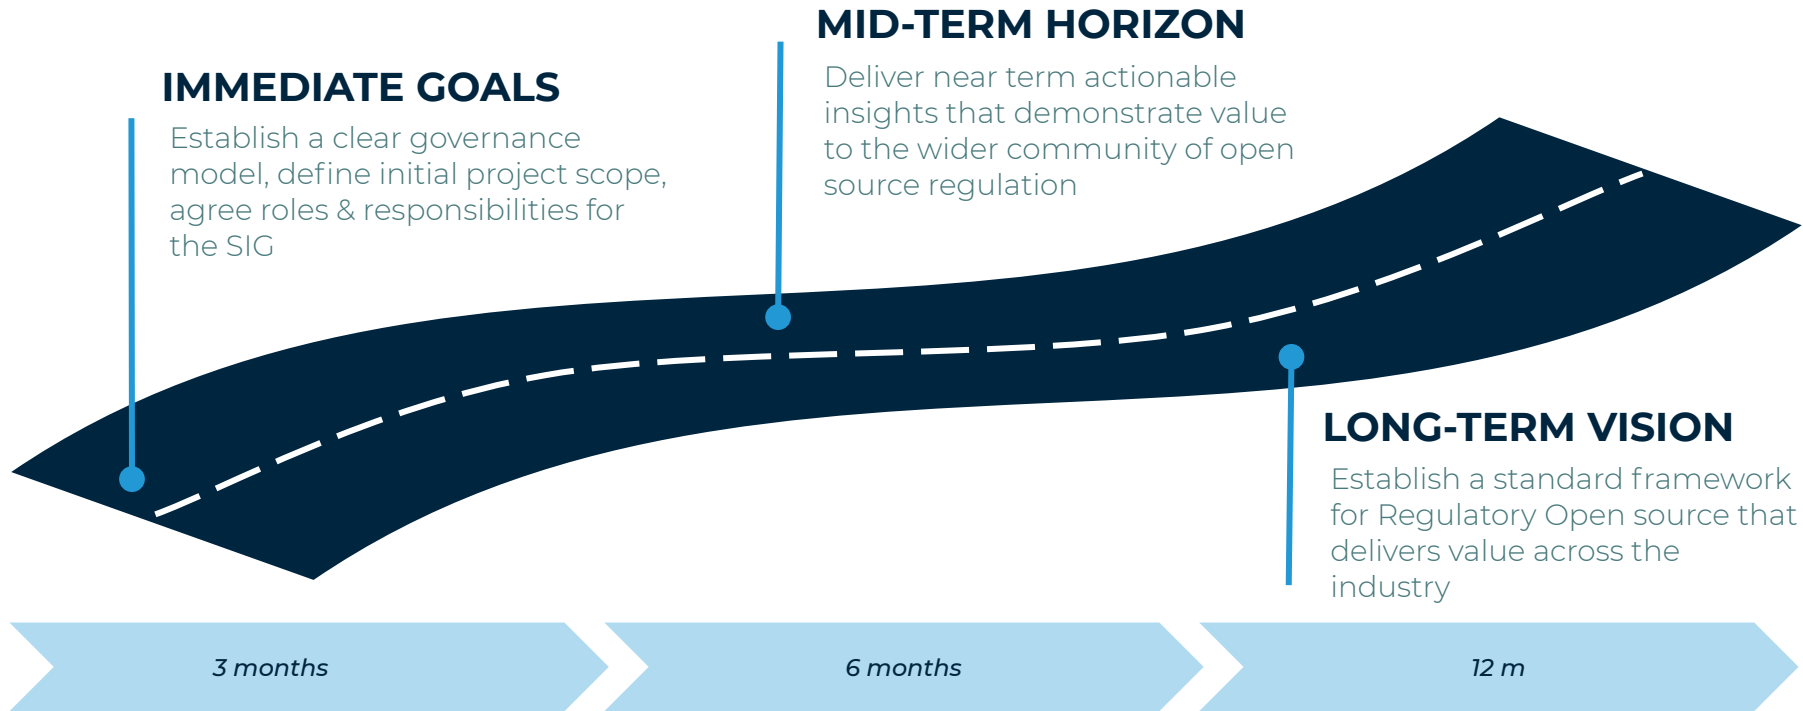 IMMEDIATE GOALS
Establish a clear governance
model, define initial project scope,
agree roles & responsibilities for
the SIG
MID-TERM HORIZON
Deliver near term actionable
insights that demonstrate value
to the wider community of open
source regulation
LONG-TERM VISION
Establish a standard framework
for Regulatory Open source that
delivers value across the
industry
3 months
6 months
12 m